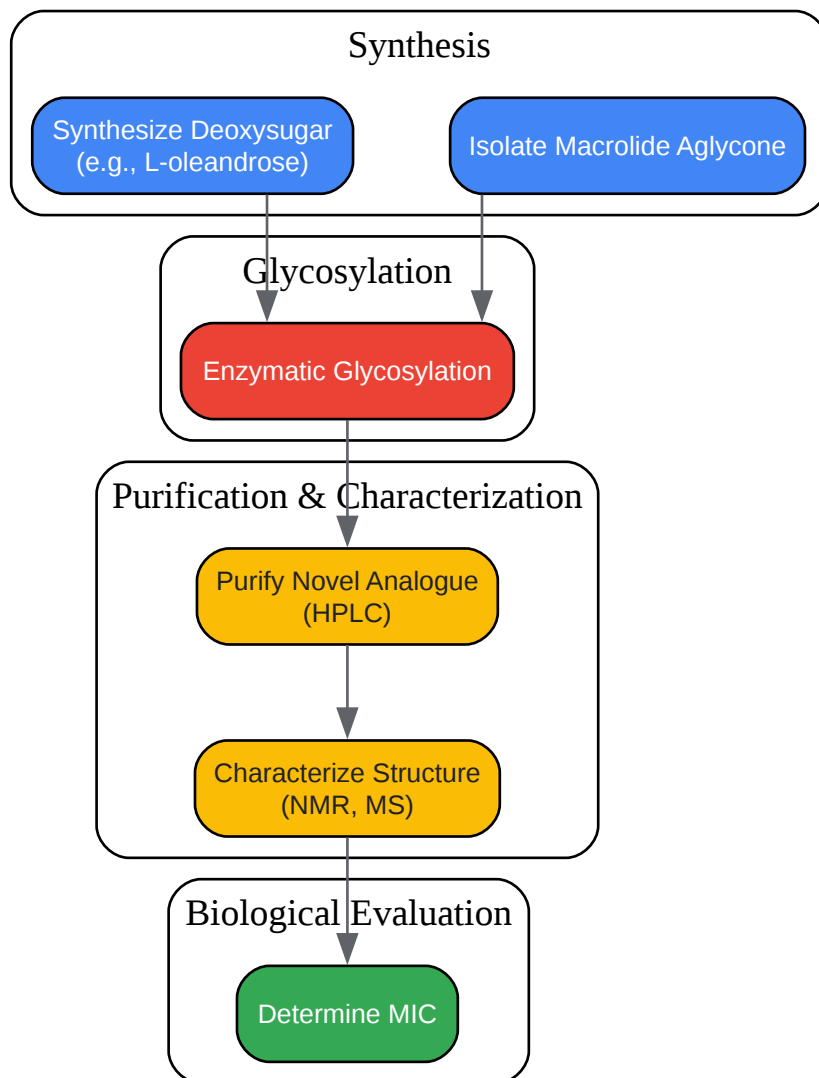 Synthesis
Synthesize Deoxysugar
(e.g., L-oleandrose)
Isolate Macrolide Aglycone
Glycosylation
Enzymatic Glycosylation
Purification & Characterization
Purify Novel Analogue
(HPLC)
Characterize Structure
(NMR, MS)
Biological Evaluation
Determine MIC